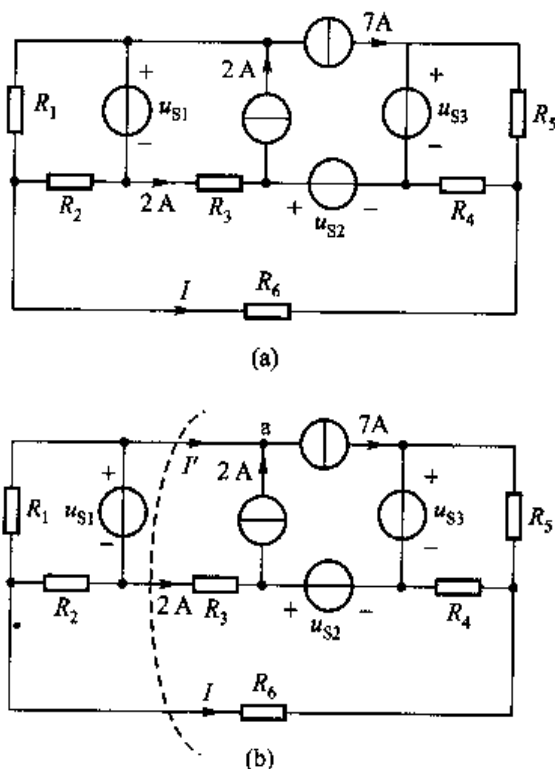 7A
+
2 A
+
R1
uS1
uS3
R5
−
−
R2
2 A
R3
+
−
R4
uS2
I
R6
(a)
a
7A
+
I′
2 A
+
R1
uS1
uS3
R5
−
−
R2
2 A
R3
+
−
R4
uS2
I
R6
(b)